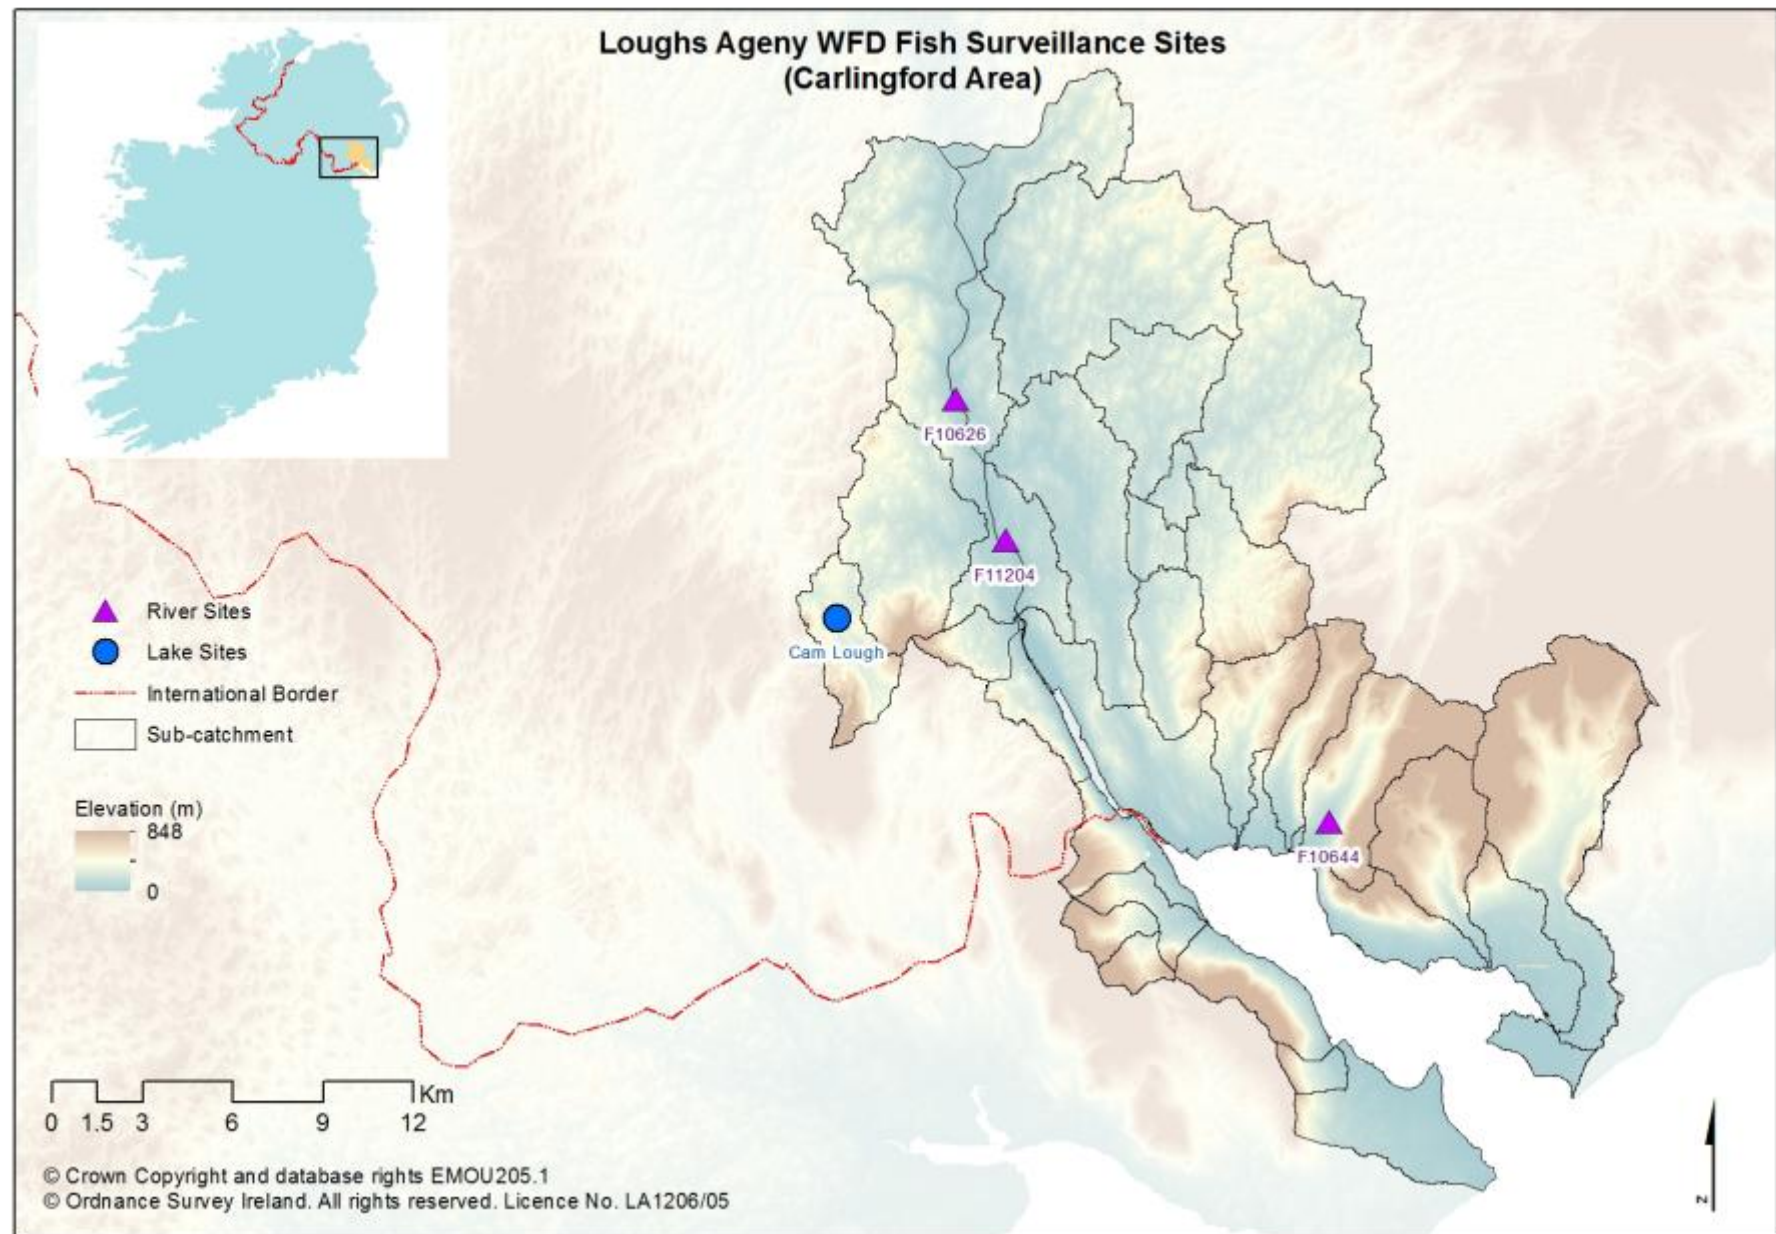 Loughs Ageny WFD Fish Surveillance Sites
(Carlingford Area)
F10626
F11204
Cam Lough
F10644
River Sites
Lake Sites
International Border
Sub-catchment
Elevation (m)
848
0
Km
0 1.5 3 6 9 12
N
© Crown Copyright and database rights EMOU205.1
© Ordnance Survey Ireland. All rights reserved. Licence No. LA1206/05